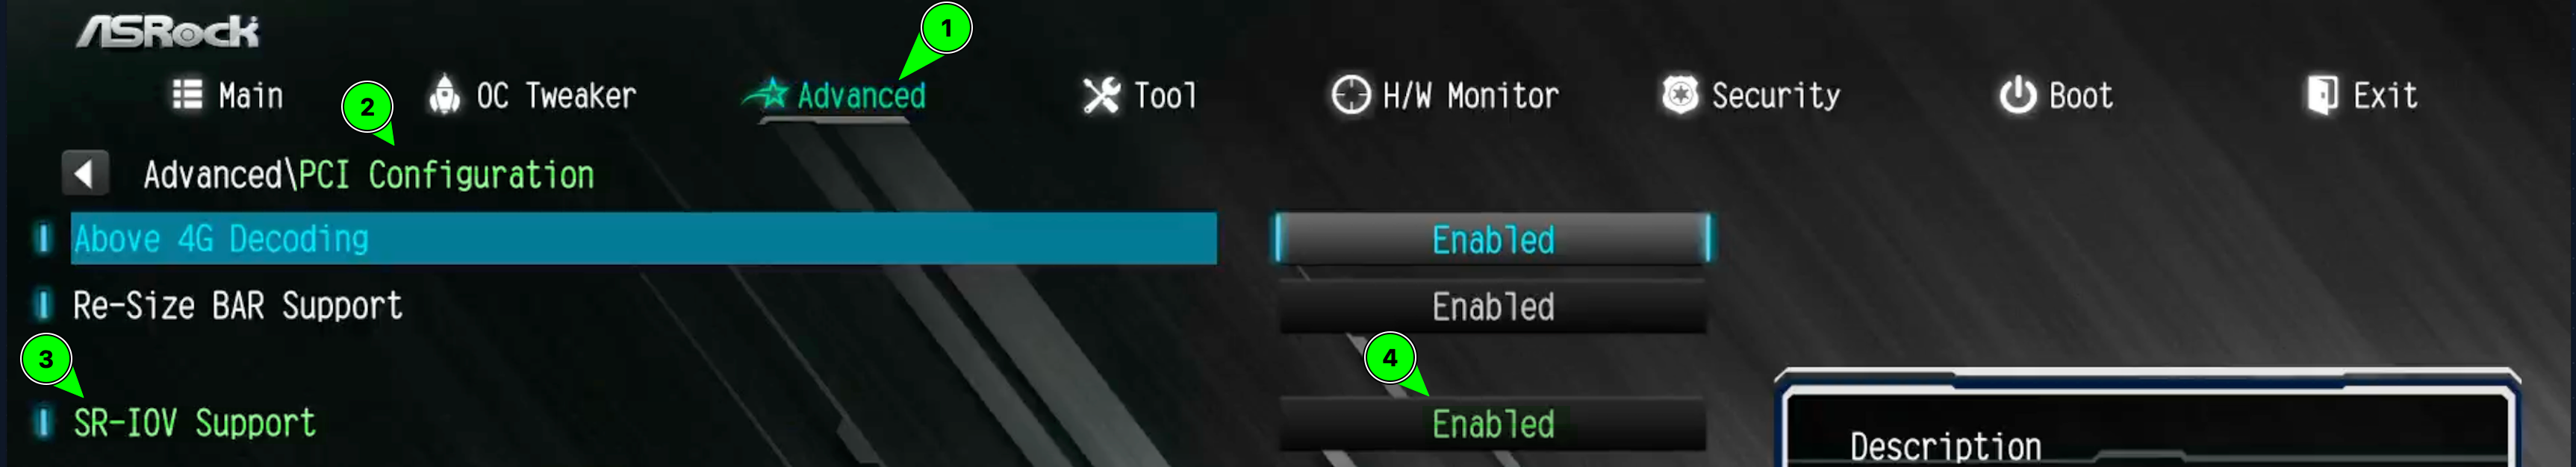 ASRock
1
Main OC Tweaker Advanced Tool H/W Monitor Security Boot Exit
2
Advanced\PCI Configuration
Above 4G Decoding Enabled
Re-Size BAR Support Enabled
3 4
SR-IOV Support Enabled
Description